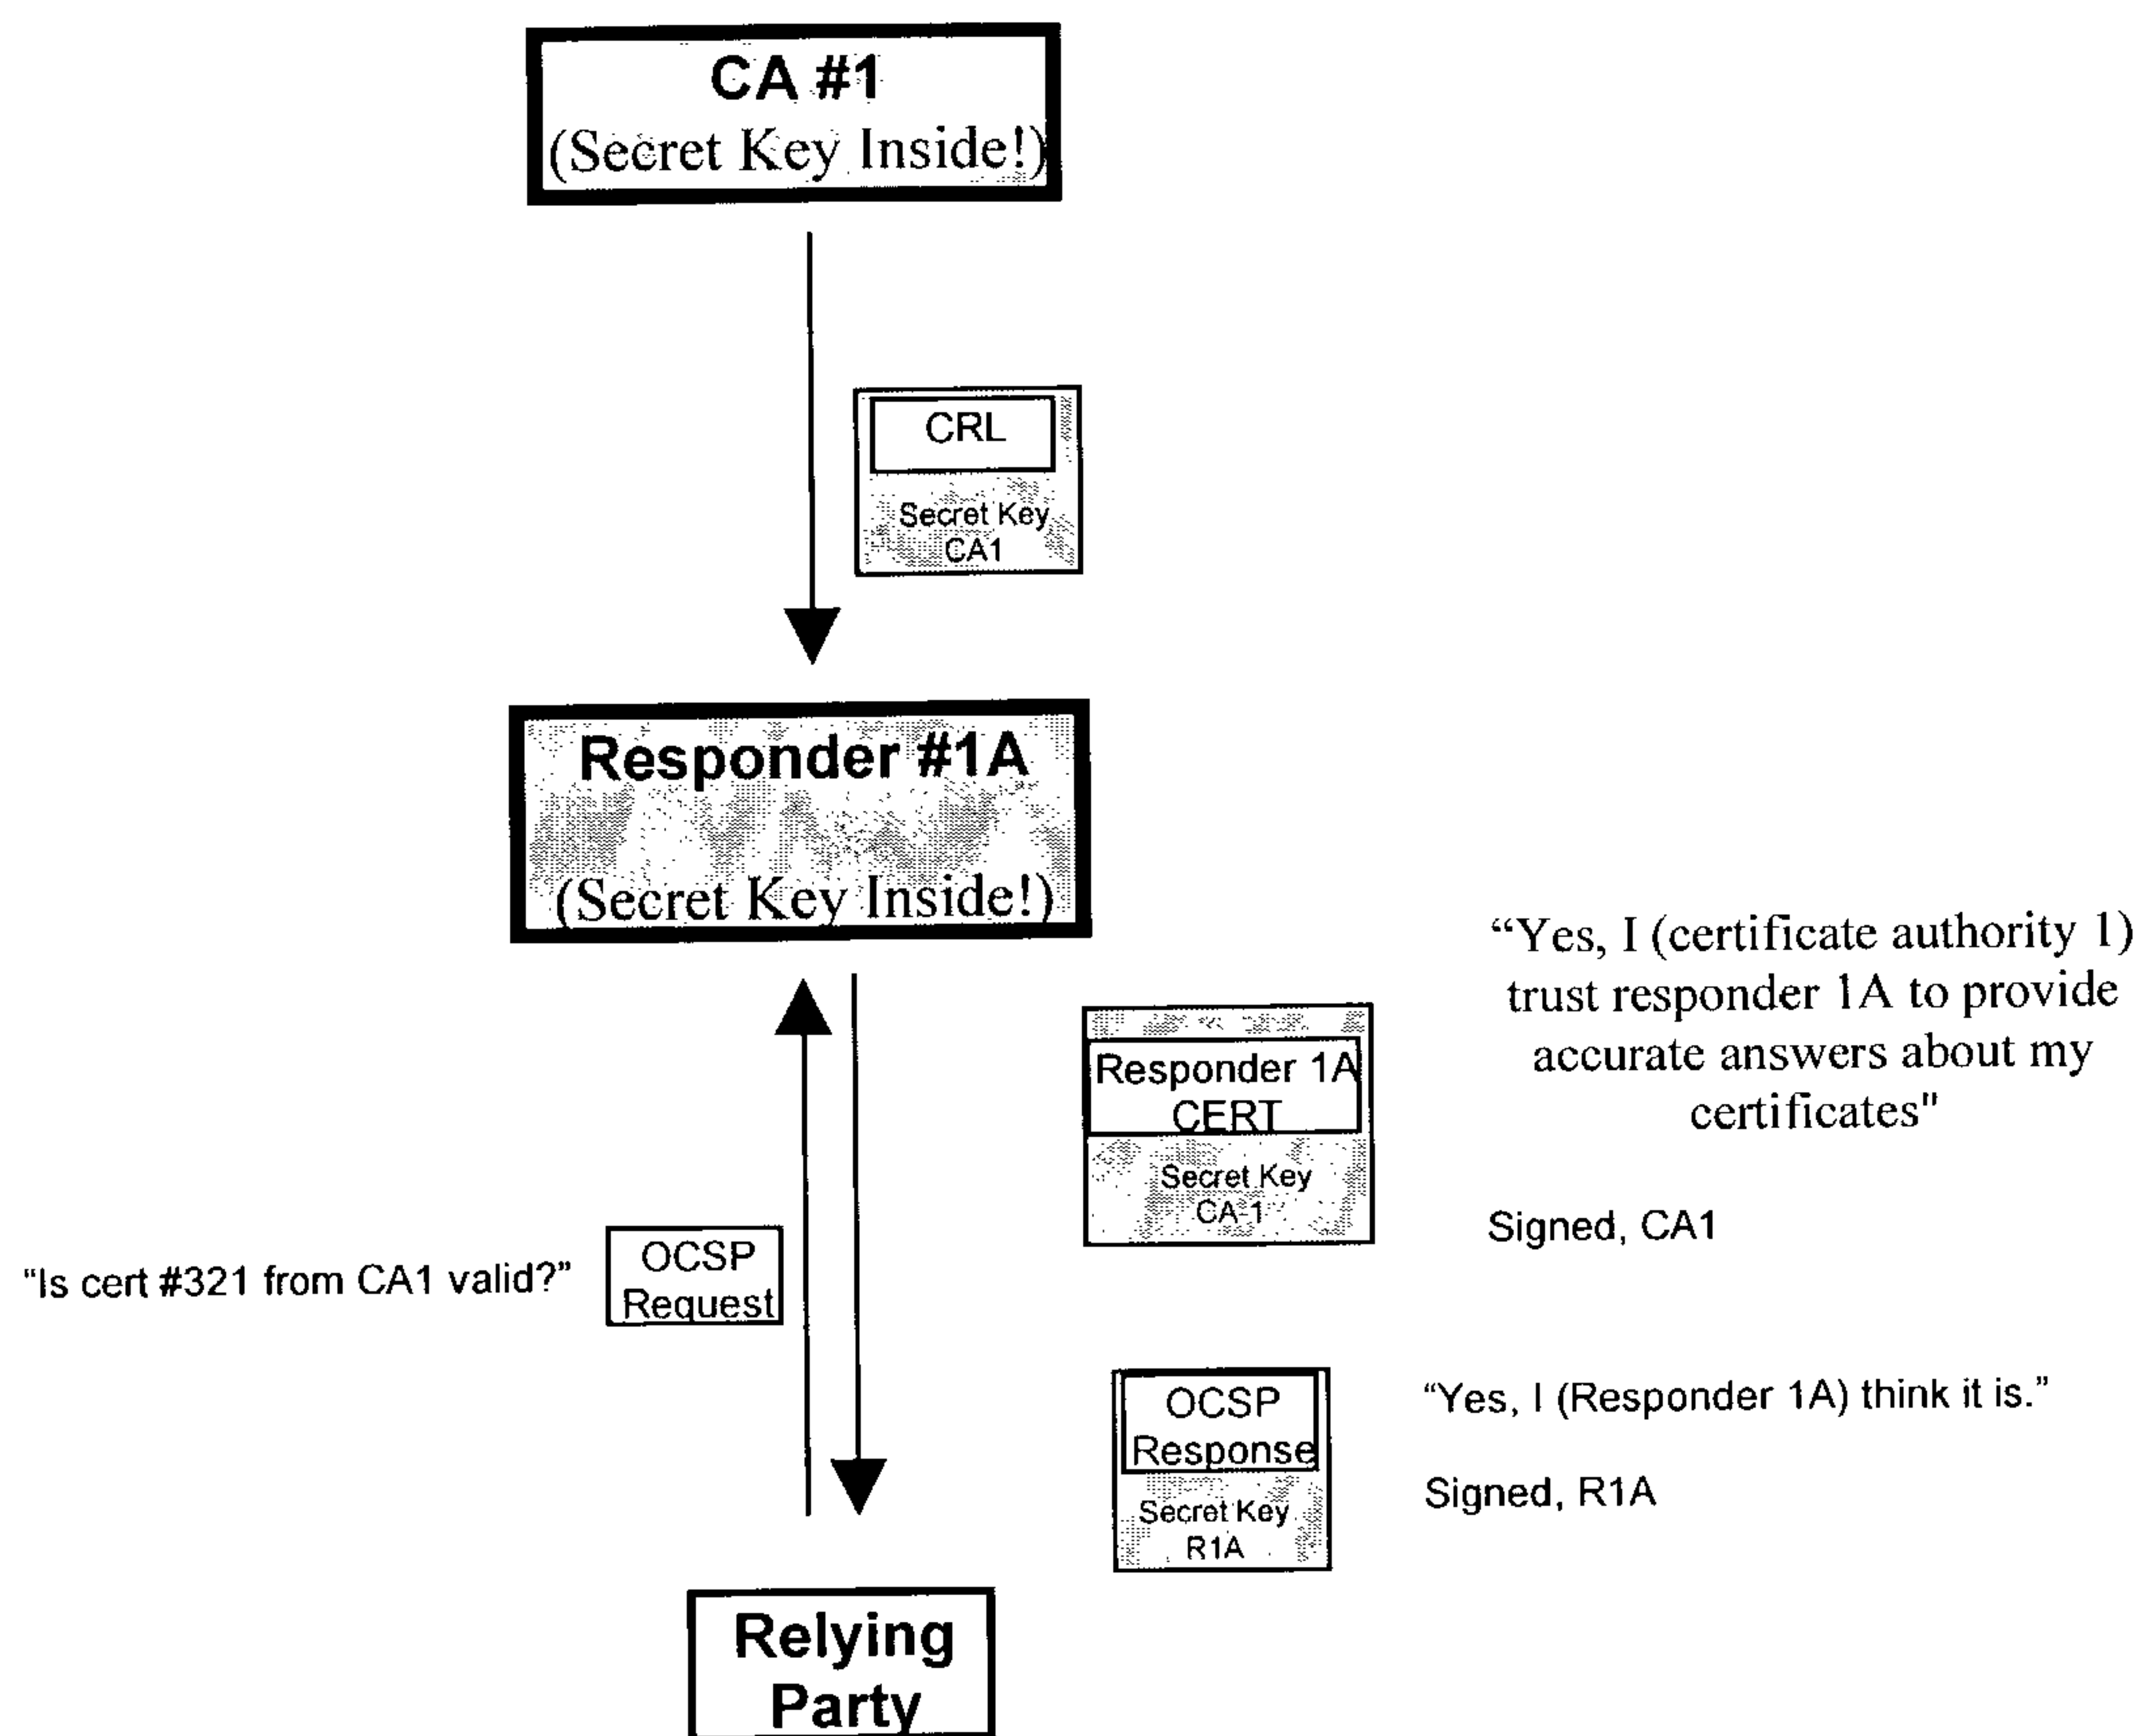 CA #1
(Secret Key Inside!)
CRL
Secret Key
CA1
Responder #1A
(Secret Key Inside!)
“Yes, I (certificate authority 1)
trust responder 1A to provide
accurate answers about my
certificates"
Responder 1A
CERT
Secret Key
CA-1
Signed, CA1
“Is cert #321 from CA1 valid?”
OCSP
Request
OCSP
Response
Secret Key
R1A
“Yes, I (Responder 1A) think it is.”
Signed, R1A
Relying
Party